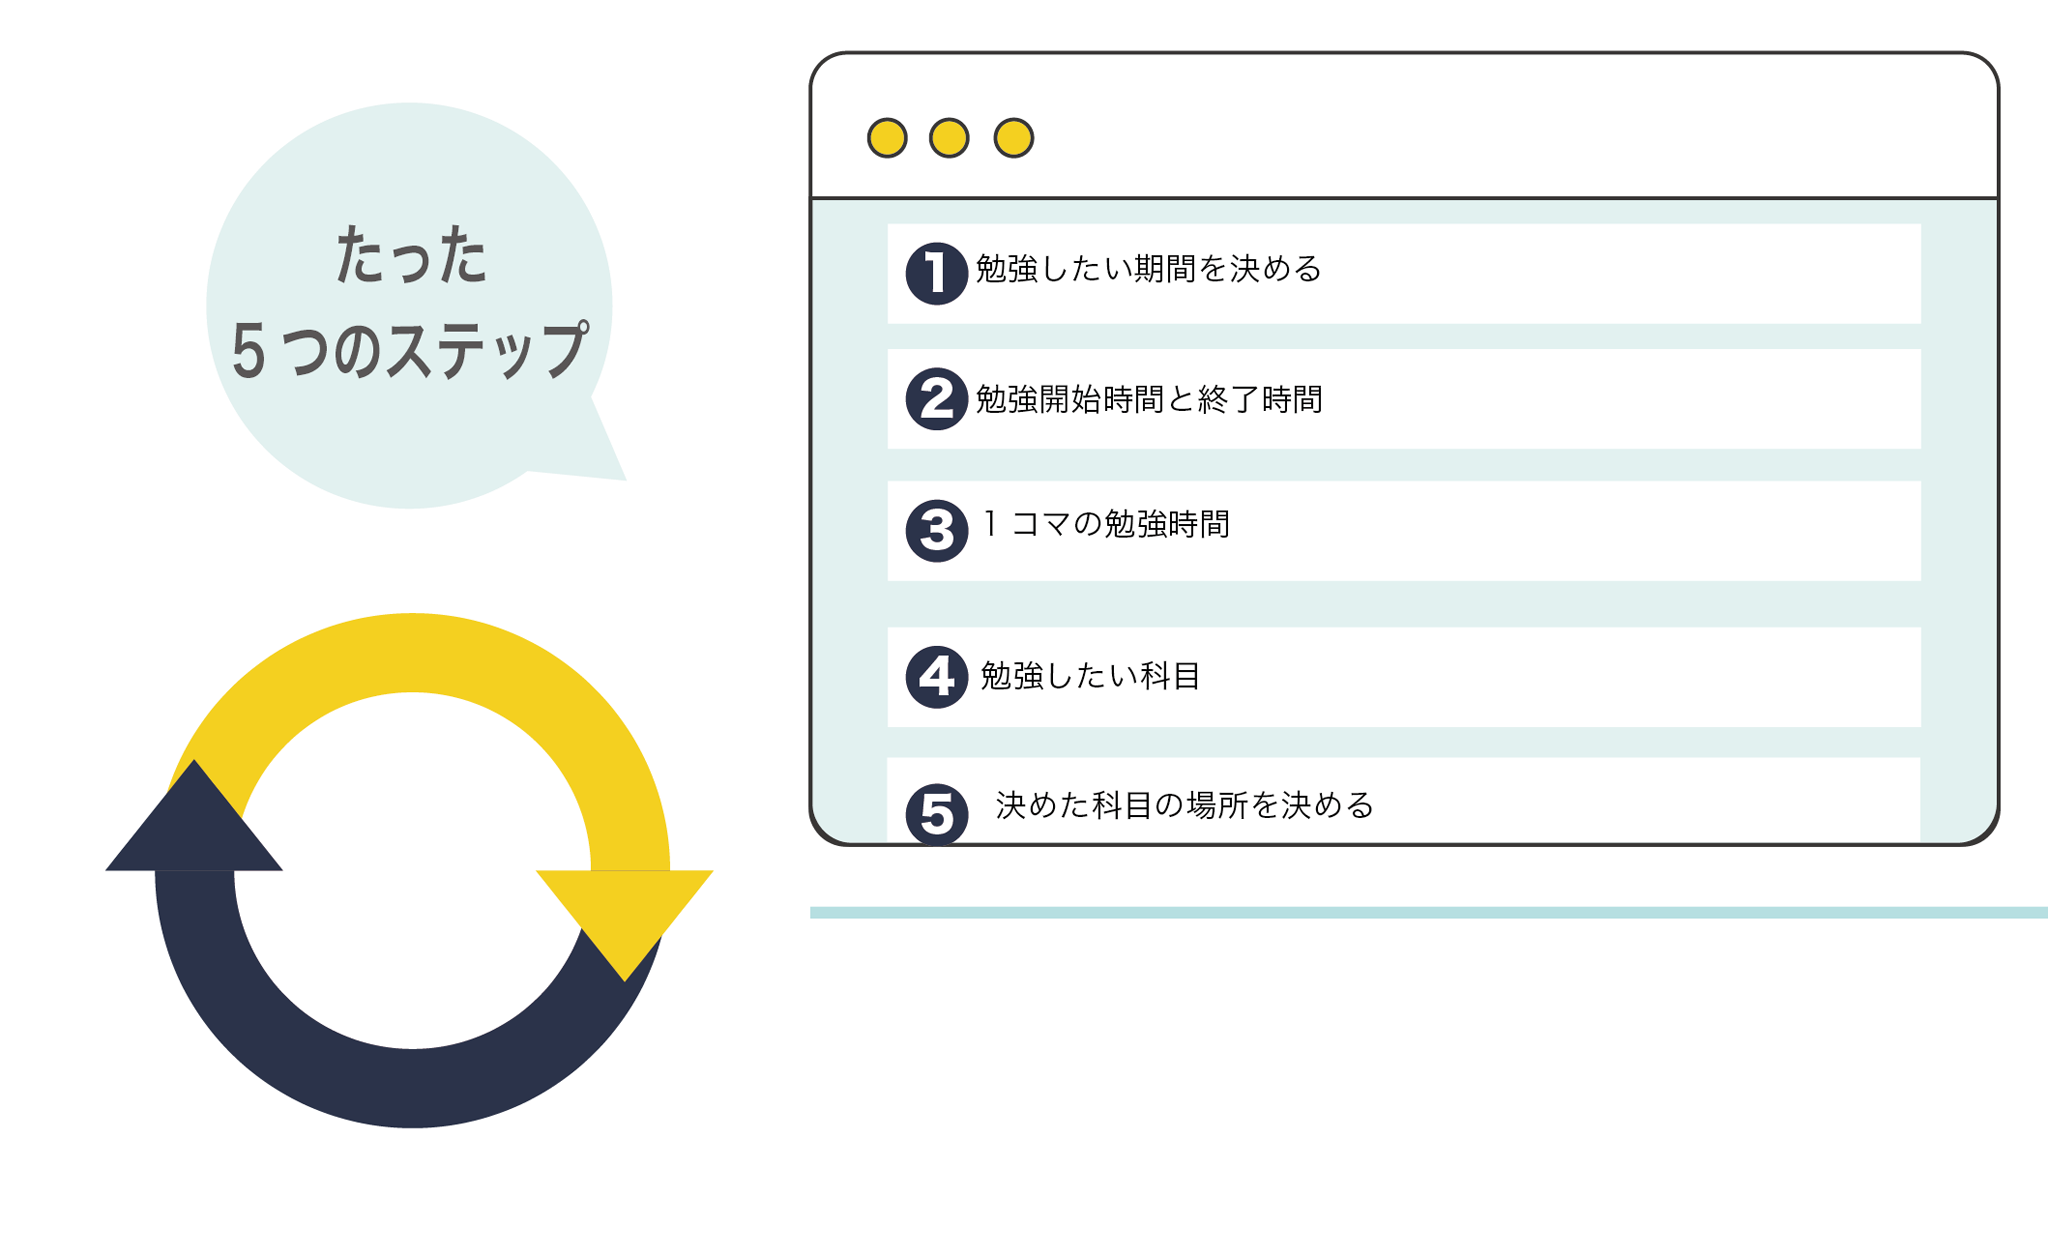 たった
5つのステップ
1 勉強したい期間を決める
2 勉強開始時間と終了時間
3 1コマの勉強時間
4 勉強したい科目
5 決めた科目の場所を決める